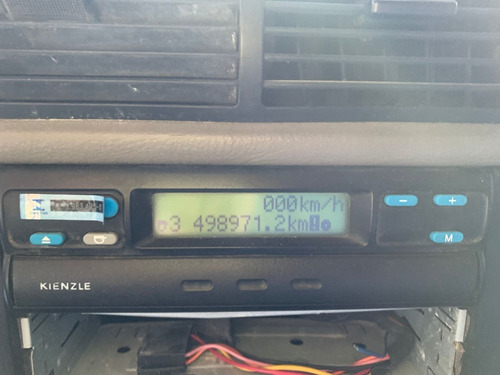 000km/h
3 498971.2km
− +
M
KIENZLE